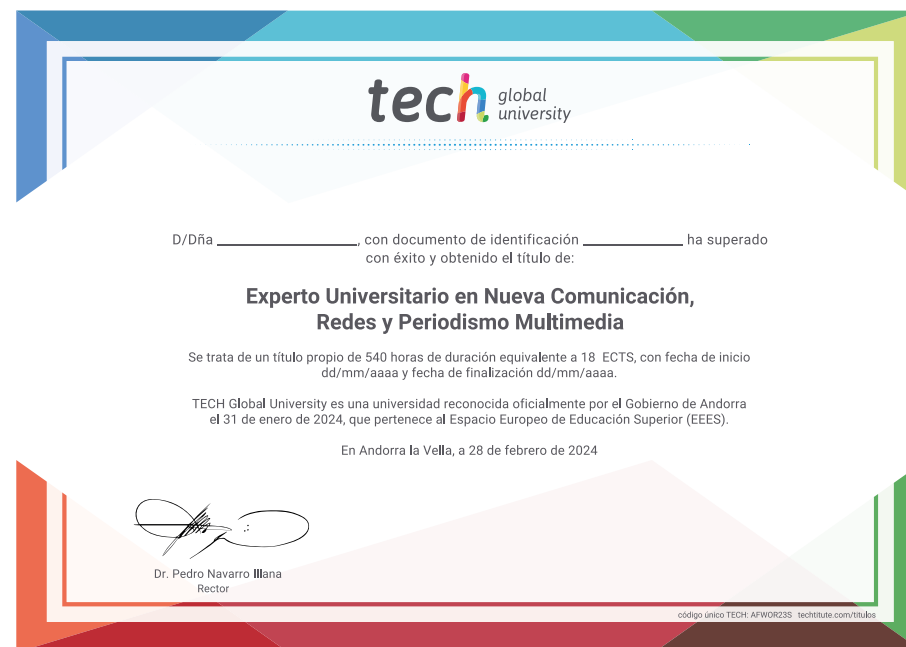 tech global university
D/Dña ________________, con documento de identificación ____________ ha superado
con éxito y obtenido el título de:
Experto Universitario en Nueva Comunicación,
Redes y Periodismo Multimedia
Se trata de un título propio de 540 horas de duración equivalente a 18 ECTS, con fecha de inicio
dd/mm/aaaa y fecha de finalización dd/mm/aaaa.
TECH Global University es una universidad reconocida oficialmente por el Gobierno de Andorra
el 31 de enero de 2024, que pertenece al Espacio Europeo de Educación Superior (EEES).
En Andorra la Vella, a 28 de febrero de 2024
Dr. Pedro Navarro Illana
Rector
código único TECH: AFWOR23S techtitute.com/titulos